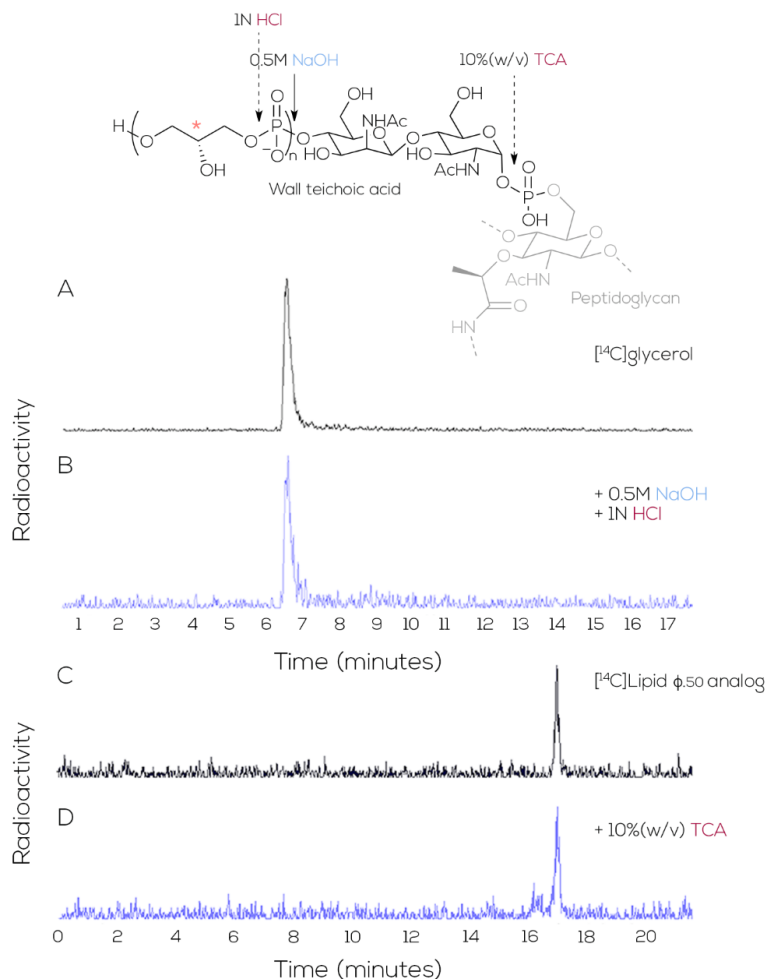 1N HCl
0.5M NaOH
10%(w/v) TCA
OH
OH
O
NHAc
H
O
*
O
P
O
O
O
O
O
n
HO
HO
OH
AcHN
O
O
P
O
OH
Wall teichoic acid
O
O
O
O
AcHN
Peptidoglycan
O
HN
A
[¹⁴C]glycerol
B
+ 0.5M NaOH
+ 1N HCl
Radioactivity
1 2 3 4 5 6 7 8 9 10 11 12 13 14 15 16 17
Time (minutes)
C
[¹⁴C]Lipid ϕ.50 analog
D
+ 10%(w/v) TCA
Radioactivity
0 2 4 6 8 10 12 14 16 18 20
Time (minutes)